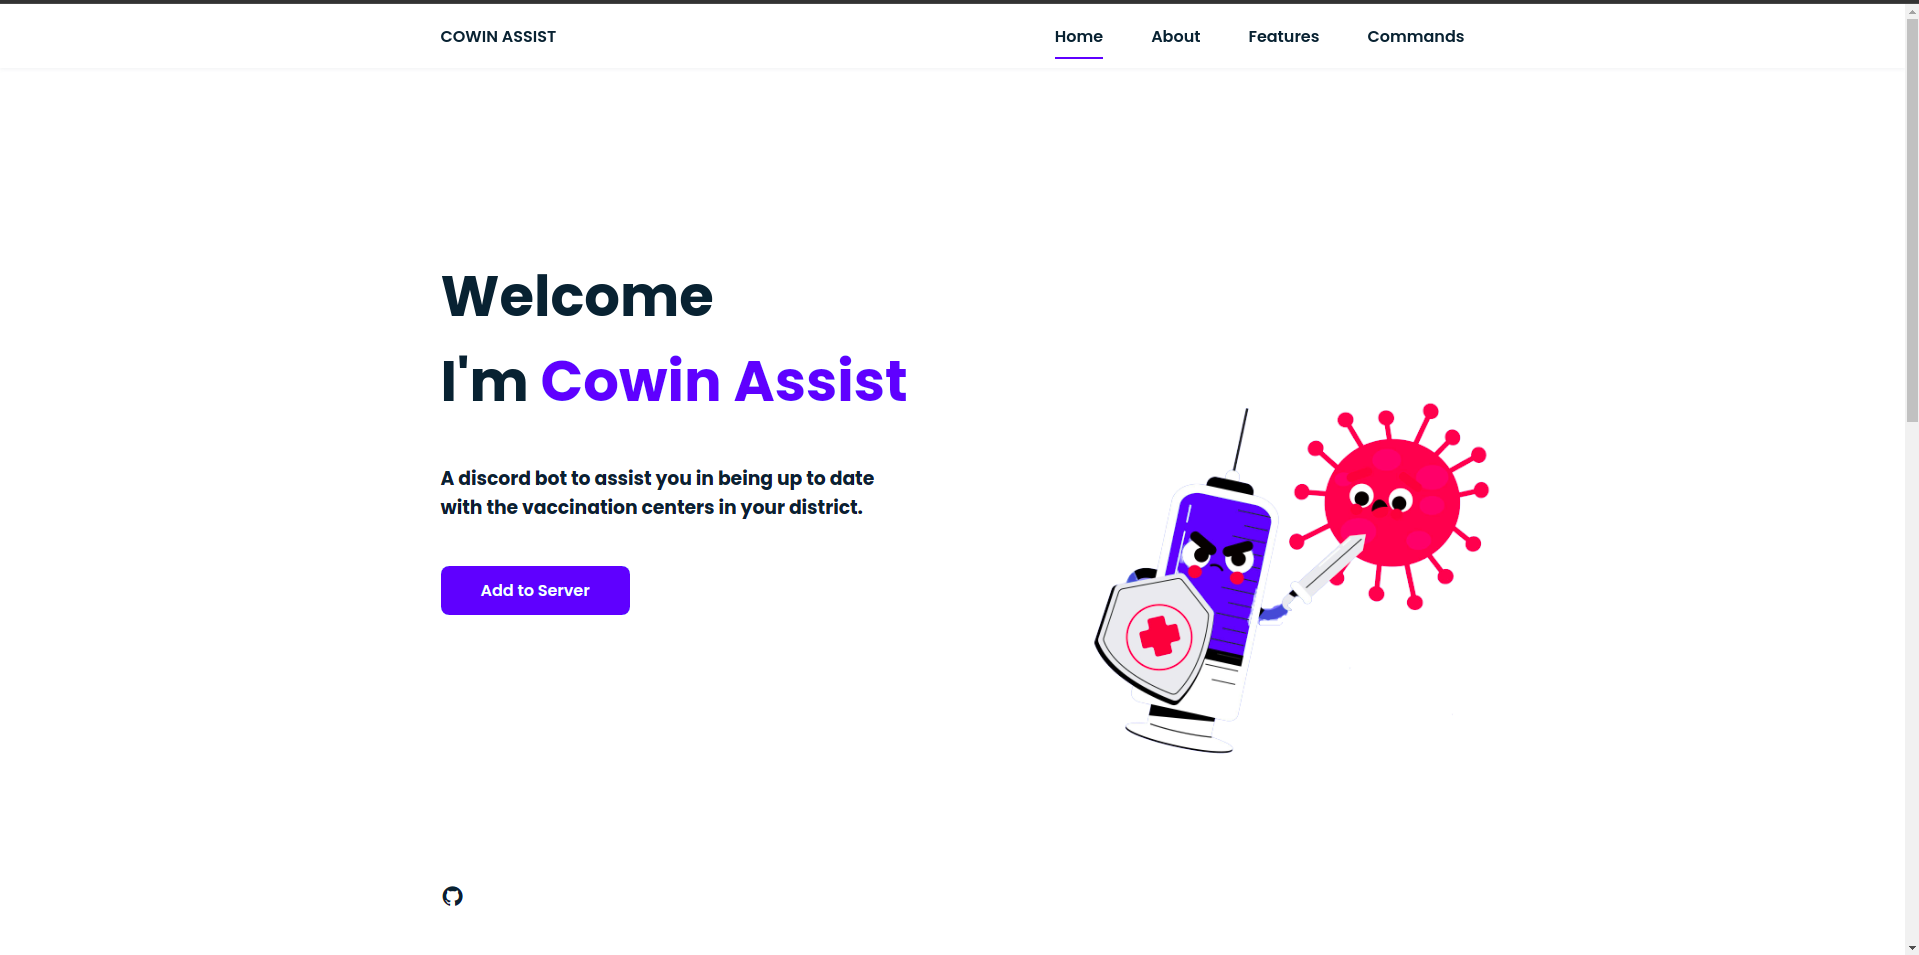 COWIN ASSIST
Home About Features Commands
Welcome
I'm Cowin Assist
A discord bot to assist you in being up to date
with the vaccination centers in your district.
Add to Server